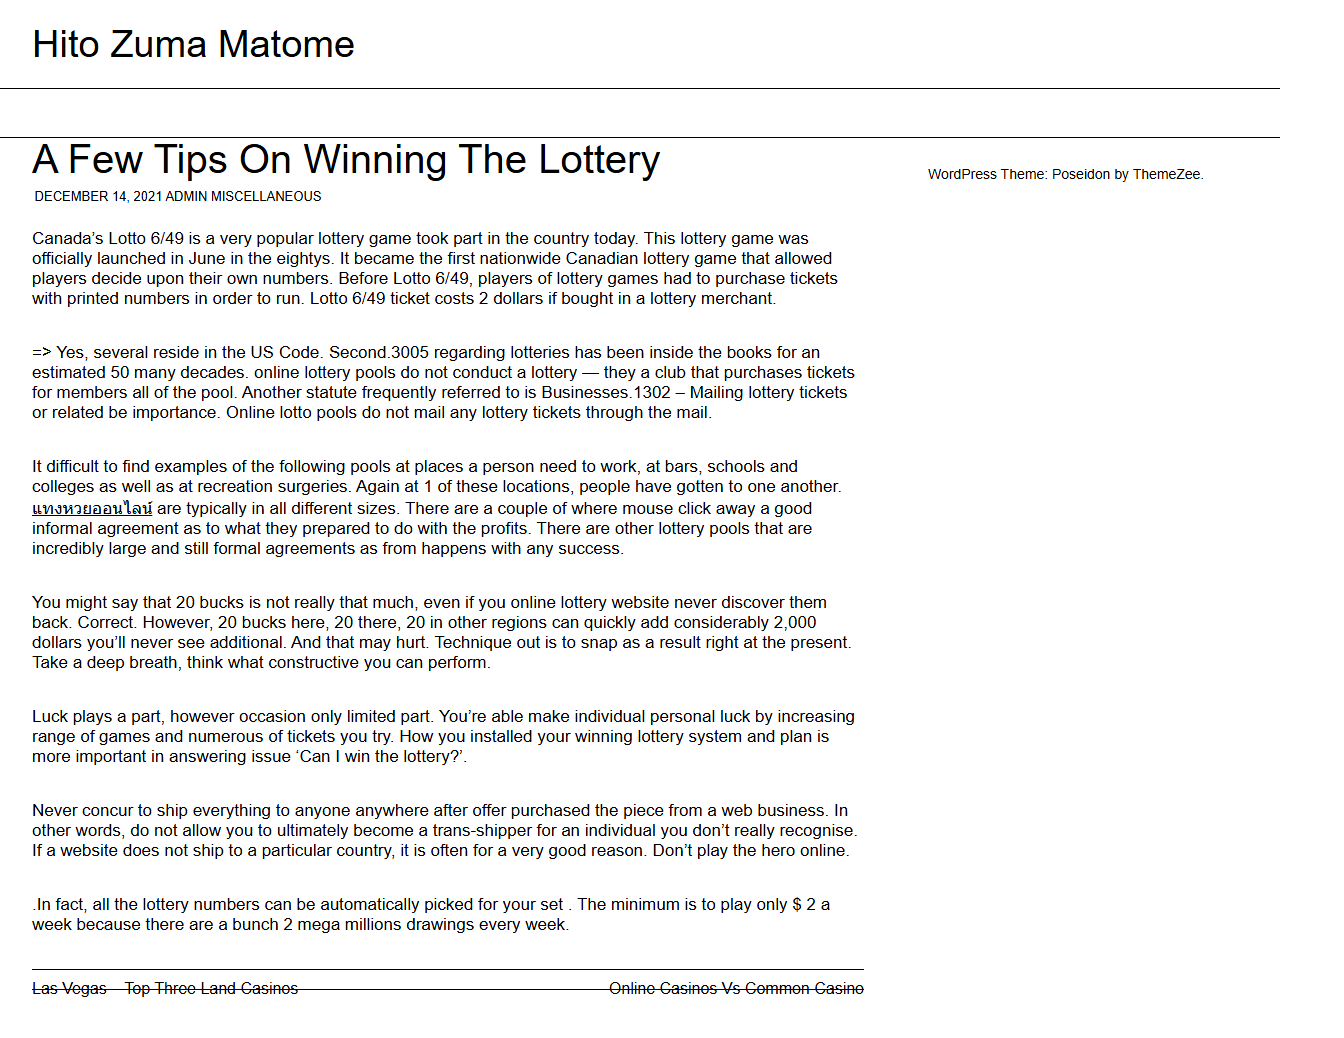 Hito Zuma Matome
A Few Tips On Winning The Lottery
WordPress Theme: Poseidon by ThemeZee.
DECEMBER 14, 2021 ADMIN MISCELLANEOUS
Canada’s Lotto 6/49 is a very popular lottery game took part in the country today. This lottery game was
officially launched in June in the eightys. It became the first nationwide Canadian lottery game that allowed
players decide upon their own numbers. Before Lotto 6/49, players of lottery games had to purchase tickets
with printed numbers in order to run. Lotto 6/49 ticket costs 2 dollars if bought in a lottery merchant.
=> Yes, several reside in the US Code. Second.3005 regarding lotteries has been inside the books for an
estimated 50 many decades. online lottery pools do not conduct a lottery — they a club that purchases tickets
for members all of the pool. Another statute frequently referred to is Businesses.1302 – Mailing lottery tickets
or related be importance. Online lotto pools do not mail any lottery tickets through the mail.
It difficult to find examples of the following pools at places a person need to work, at bars, schools and
colleges as well as at recreation surgeries. Again at 1 of these locations, people have gotten to one another.
แทงหวยออนไลน์ are typically in all different sizes. There are a couple of where mouse click away a good
informal agreement as to what they prepared to do with the profits. There are other lottery pools that are
incredibly large and still formal agreements as from happens with any success.
You might say that 20 bucks is not really that much, even if you online lottery website never discover them
back. Correct. However, 20 bucks here, 20 there, 20 in other regions can quickly add considerably 2,000
dollars you’ll never see additional. And that may hurt. Technique out is to snap as a result right at the present.
Take a deep breath, think what constructive you can perform.
Luck plays a part, however occasion only limited part. You’re able make individual personal luck by increasing
range of games and numerous of tickets you try. How you installed your winning lottery system and plan is
more important in answering issue ‘Can I win the lottery?’.
Never concur to ship everything to anyone anywhere after offer purchased the piece from a web business. In
other words, do not allow you to ultimately become a trans-shipper for an individual you don’t really recognise.
If a website does not ship to a particular country, it is often for a very good reason. Don’t play the hero online.
.In fact, all the lottery numbers can be automatically picked for your set . The minimum is to play only $ 2 a
week because there are a bunch 2 mega millions drawings every week.
Las Vegas – Top Three Land Casinos
Online Casinos Vs Common Casino